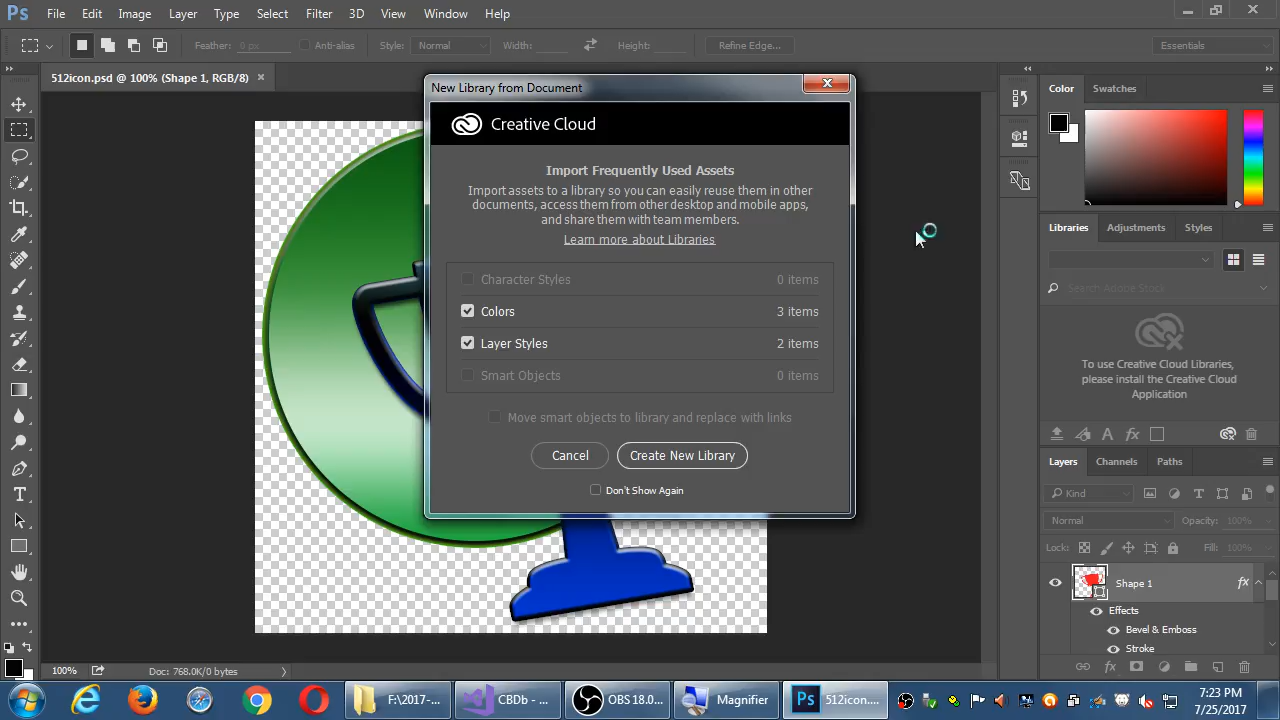 Ps File Edit Image Layer Type Select Filter 3D View Window Help
Feather: 0 px Anti-alias Style: Normal Width: Height: Refine Edge... Essentials
512icon.psd @ 100% (Shape 1, RGB/8)
New Library from Document
Creative Cloud
Import Frequently Used Assets
Import assets to a library so you can easily reuse them in other
documents, access them from other desktop and mobile apps,
and share them with team members.
Learn more about Libraries
Character Styles 0 items
Colors 3 items
Layer Styles 2 items
Smart Objects 0 items
Move smart objects to library and replace with links
Cancel Create New Library
Don't Show Again
Color Swatches
Libraries Adjustments Styles
Search Adobe Stock
To use Creative Cloud Libraries,
please install the Creative Cloud
Application
Layers Channels Paths
Kind
Normal Opacity: 100%
Lock: Fill: 100%
Shape 1 fx
Effects
Bevel & Emboss
Stroke
100% Doc: 768.0K/0 bytes
F:\2017-... CBDb - ... OBS 18.0... Magnifier Ps 512icon....
7:23 PM
7/25/2017